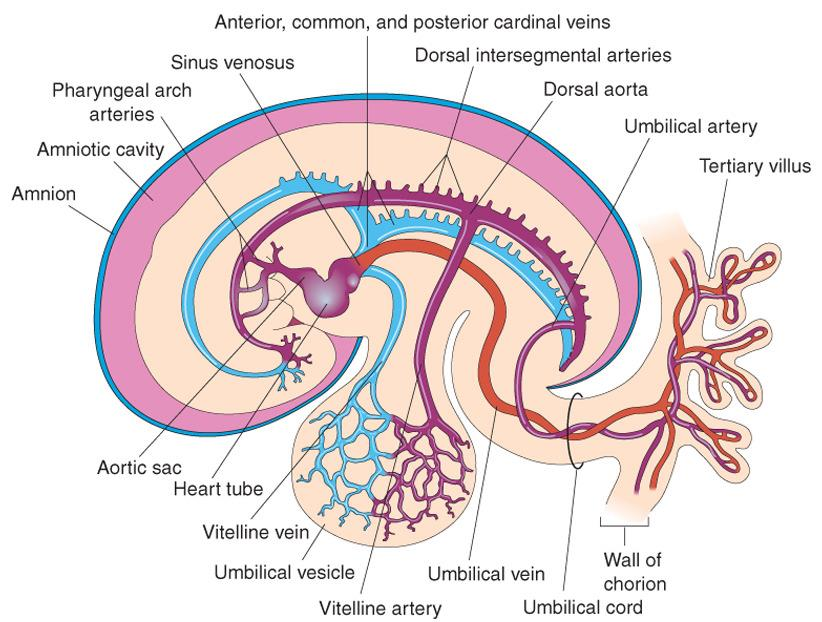 Anterior, common, and posterior cardinal veins
Dorsal intersegmental arteries
Sinus venosus
Dorsal aorta
Pharyngeal arch
arteries
Umbilical artery
Amniotic cavity
Tertiary villus
Amnion
Aortic sac
Heart tube
Vitelline vein
Umbilical vesicle
Umbilical vein
Vitelline artery
Umbilical cord
Wall of
chorion